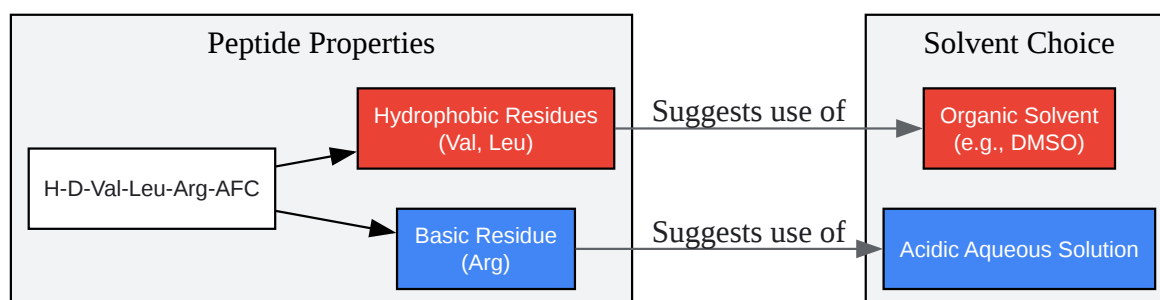 Peptide Properties
Solvent Choice
Hydrophobic Residues
(Val, Leu)
Suggests use of
Organic Solvent
(e.g., DMSO)
H-D-Val-Leu-Arg-AFC
Basic Residue
(Arg)
Suggests use of
Acidic Aqueous Solution